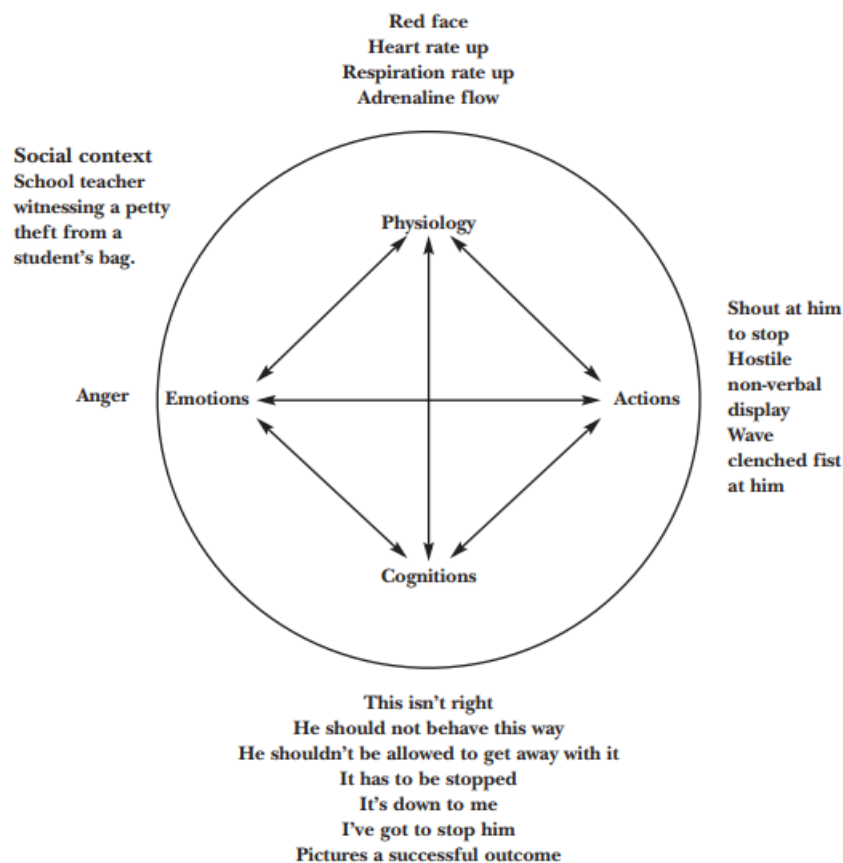 Red face
Heart rate up
Respiration rate up
Adrenaline flow
Social context
School teacher
witnessing a petty
theft from a
student's bag.
Physiology
Shout at him
to stop
Hostile
non-verbal
display
Wave
clenched fist
at him
Anger
Emotions
Actions
Cognitions
This isn't right
He should not behave this way
He shouldn't be allowed to get away with it
It has to be stopped
It's down to me
I've got to stop him
Pictures a successful outcome